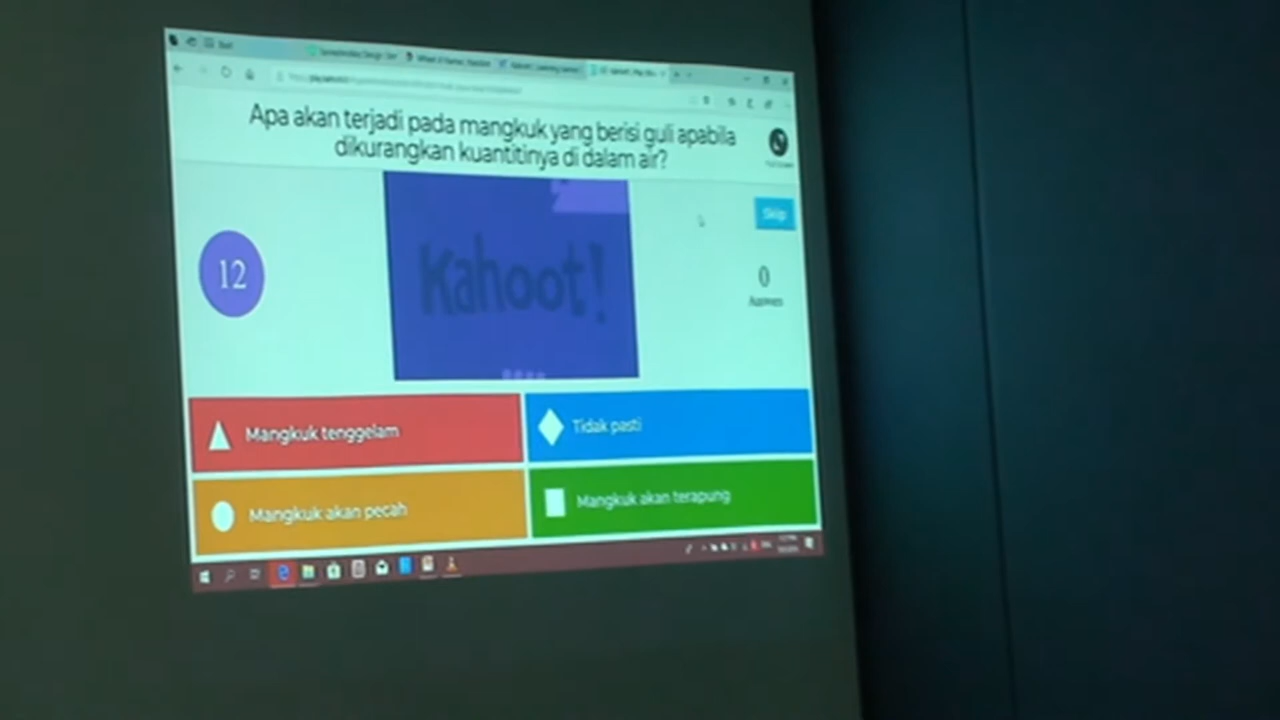 Apa akan terjadi pada mangkuk yang berisi guli apabila
dikurangkan kuantitinya di dalam air?
Skip
12
Kahoot!
0
Answers
Mangkuk tenggelam
Tidak pasti
Mangkuk akan pecah
Mangkuk akan terapung